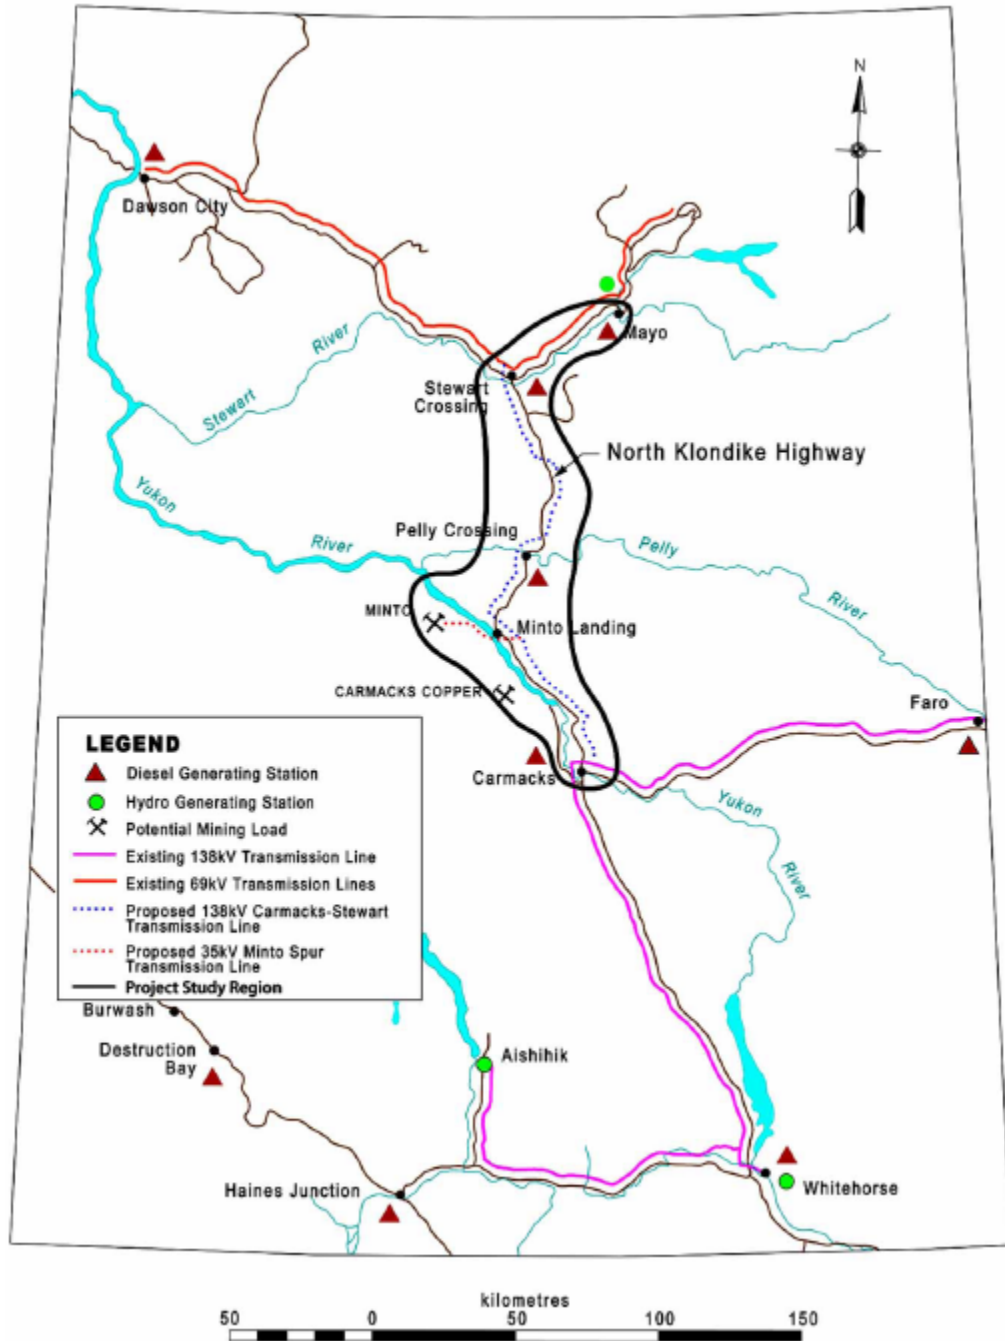 N
Dawson City
Mayo
Stewart
Crossing
River
Stewart
North Klondike Highway
Yukon
River
Pelly Crossing
Pelly
River
MINTO
Minto Landing
CARMACKS COPPER
Faro
Carmacks
Yukon
River
LEGEND
Diesel Generating Station
Hydro Generating Station
Potential Mining Load
Existing 138kV Transmission Line
Existing 69kV Transmission Lines
Proposed 138kV Carmacks-Stewart
Transmission Line
Proposed 35kV Minto Spur
Transmission Line
Project Study Region
Burwash
Destruction
Bay
Aishihik
Haines Junction
Whitehorse
kilometres
50 0 50 100 150